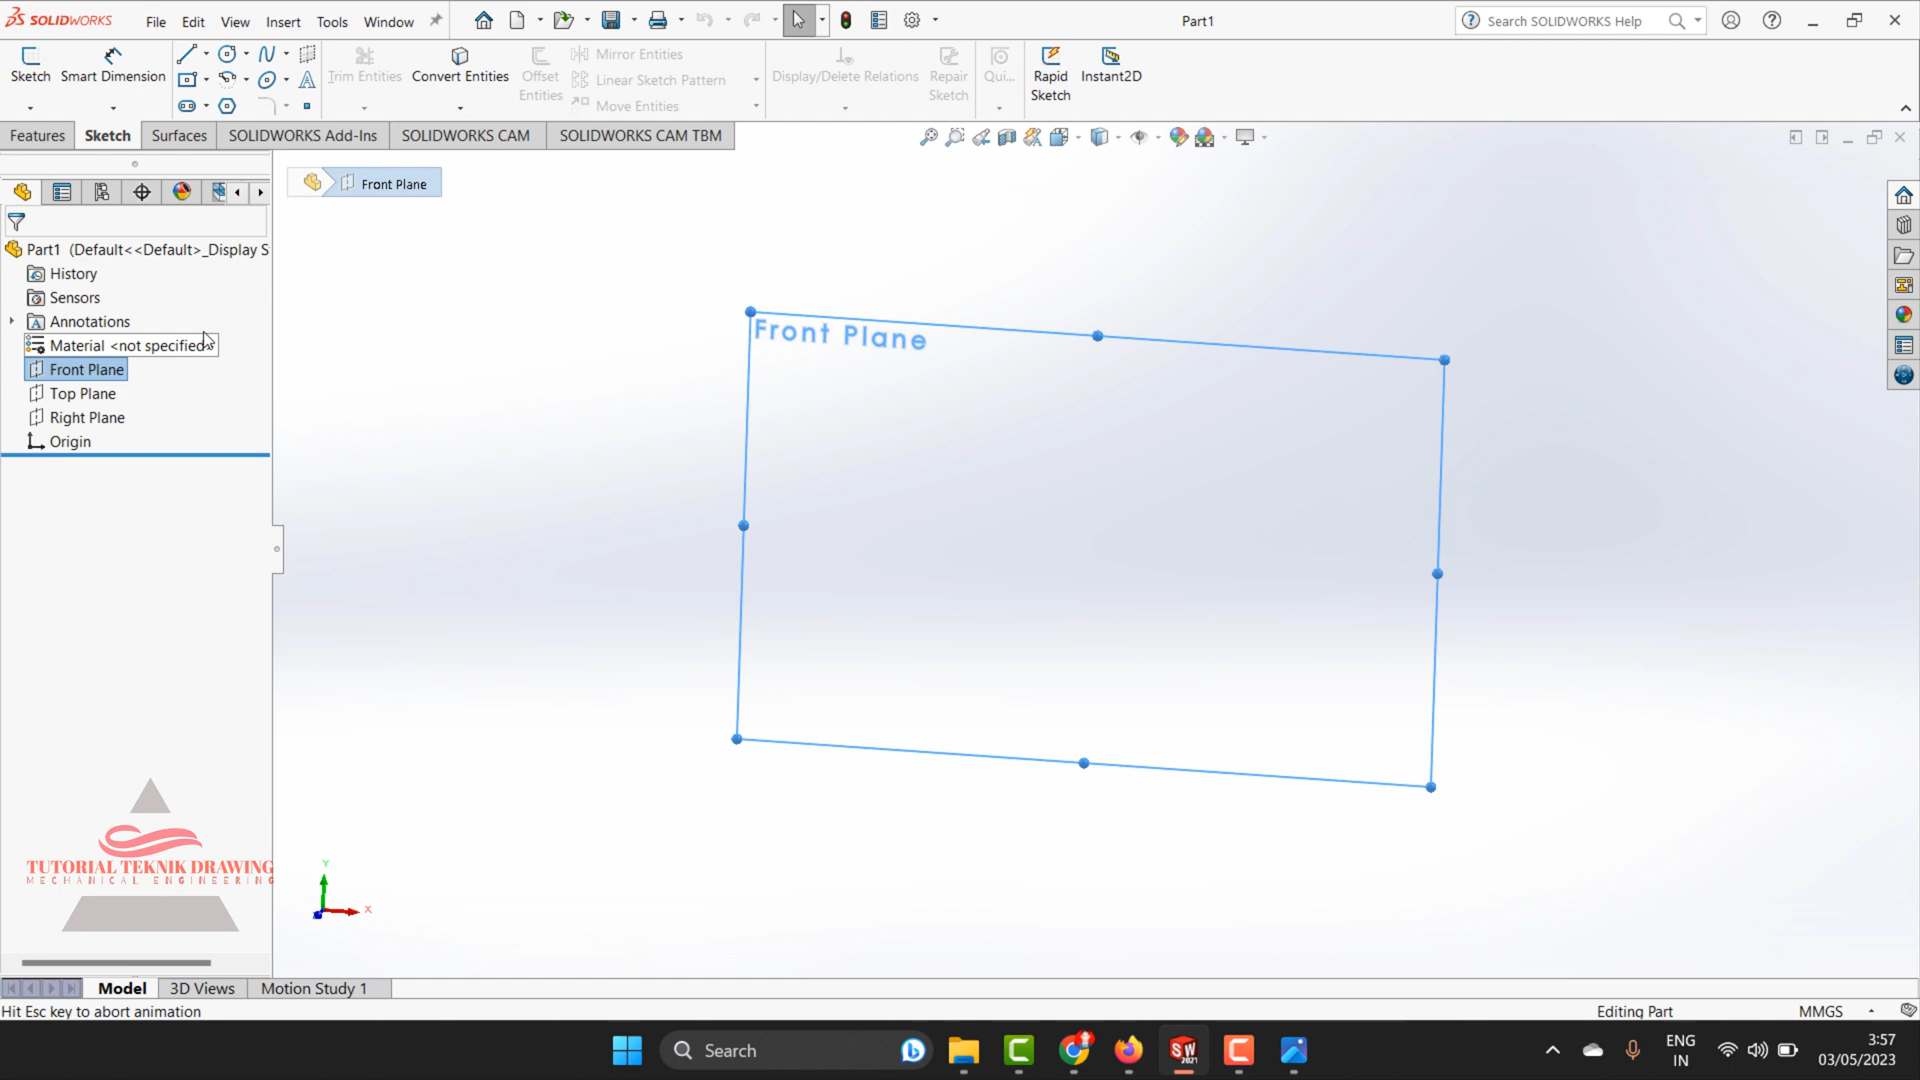 SOLIDWORKS File Edit View Insert Tools Window Part1 Search SOLIDWORKS Help
Sketch Smart Dimension Trim Entities Convert Entities Offset Entities Mirror Entities Linear Sketch Pattern Move Entities Display/Delete Relations Repair Sketch Qui... Rapid Sketch Instant2D
Features Sketch Surfaces SOLIDWORKS Add-Ins SOLIDWORKS CAM SOLIDWORKS CAM TBM
Front Plane
Part1 (Default<<Default>_Display S
History
Sensors
Annotations
Material <not specified>
Front Plane
Top Plane
Right Plane
Origin
Front Plane
TUTORIAL TEKNIK DRAWING
MECHANICAL ENGINEERING
Y
X
Model 3D Views Motion Study 1
Hit Esc key to abort animation Editing Part MMGS
Search SW 2021 ENG IN 3:57
03/05/2023